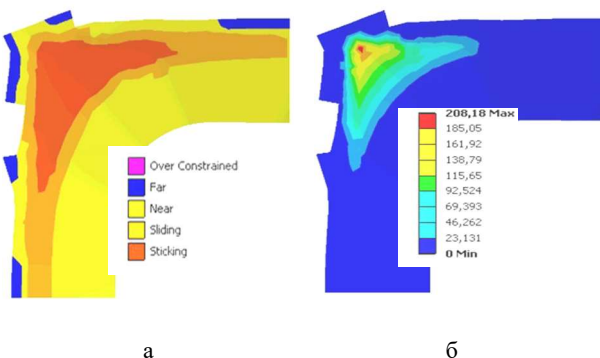 Over Constrained
Far
Near
Sliding
Sticking
208,18 Max
185,05
161,92
138,79
115,65
92,524
69,393
46,262
23,131
0 Min
а
б